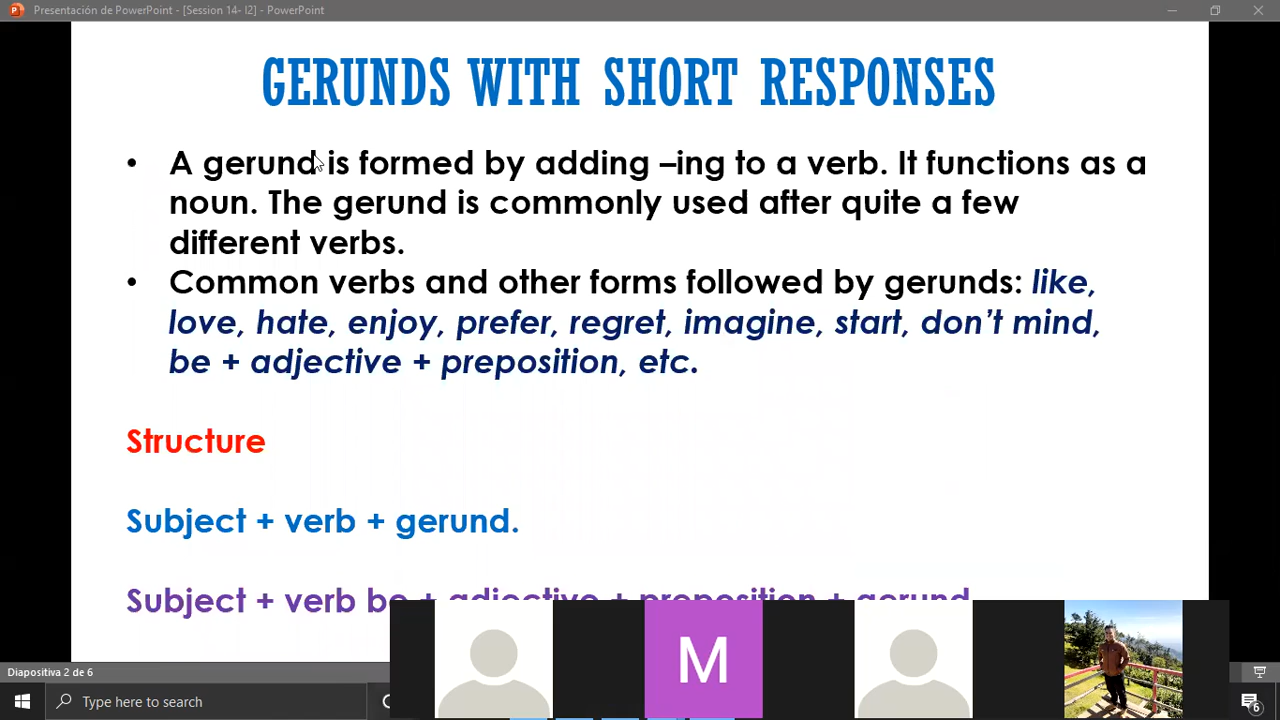 Presentación de PowerPoint - [Session 14- I2] - PowerPoint
GERUNDS WITH SHORT RESPONSES
• A gerund is formed by adding –ing to a verb. It functions as a
noun. The gerund is commonly used after quite a few
different verbs.
• Common verbs and other forms followed by gerunds: like,
love, hate, enjoy, prefer, regret, imagine, start, don't mind,
be + adjective + preposition, etc.
Structure
Subject + verb + gerund.
Subject + verb be + adjective + preposition + gerund
M
Diapositiva 2 de 6
Type here to search
6